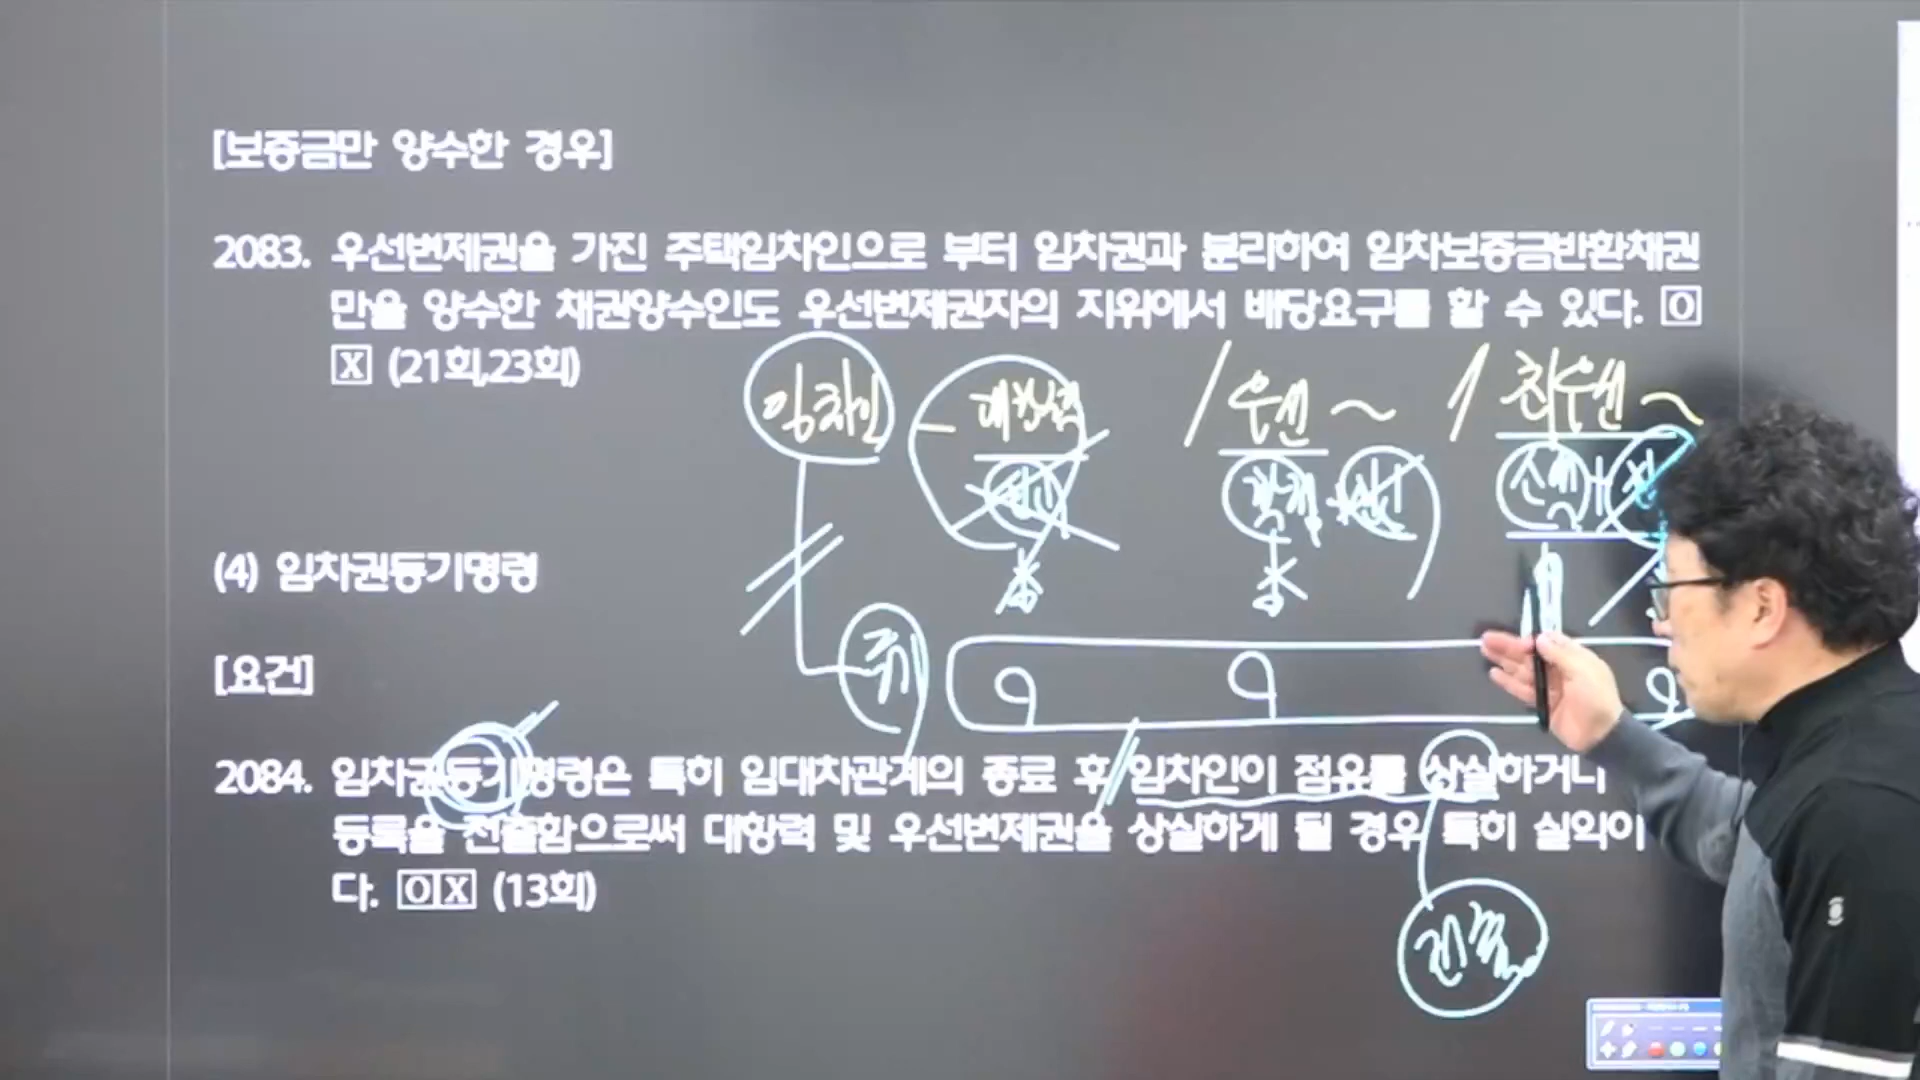 [보증금만 양수한 경우]
2083. 우선변제권을 가진 주택임차인으로 부터 임차권과 분리하여 임차보증금반환채권
만을 양수한 채권양수인도 우선변제권자의 지위에서 배당요구를 할 수 있다. O
X (21회,23회)
임차인 대항력 / 우선~ / 최우선~
(4) 임차권등기명령
[요건]
2084. 임차권등기명령은 특히 임대차관계의 종료 후 임차인이 점유를 상실하거나
등록을 전출함으로써 대항력 및 우선변제권을 상실하게 될 경우 특히 실익이
다. O X (13회)
전출